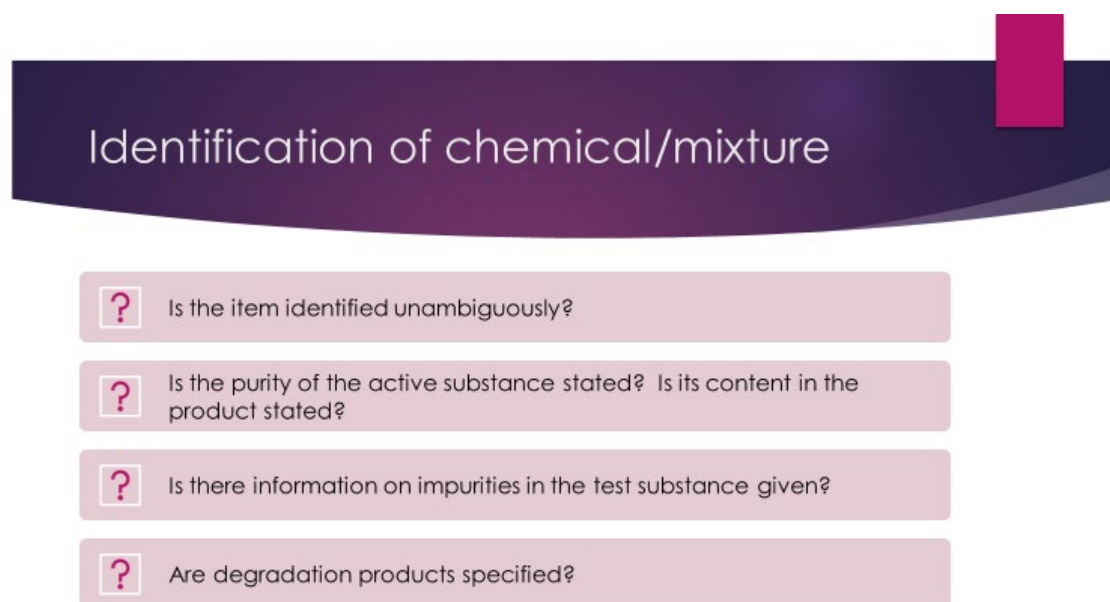 Identification of chemical/mixture
? Is the item identified unambiguously?
? Is the purity of the active substance stated? Is its content in the
product stated?
? Is there information on impurities in the test substance given?
? Are degradation products specified?